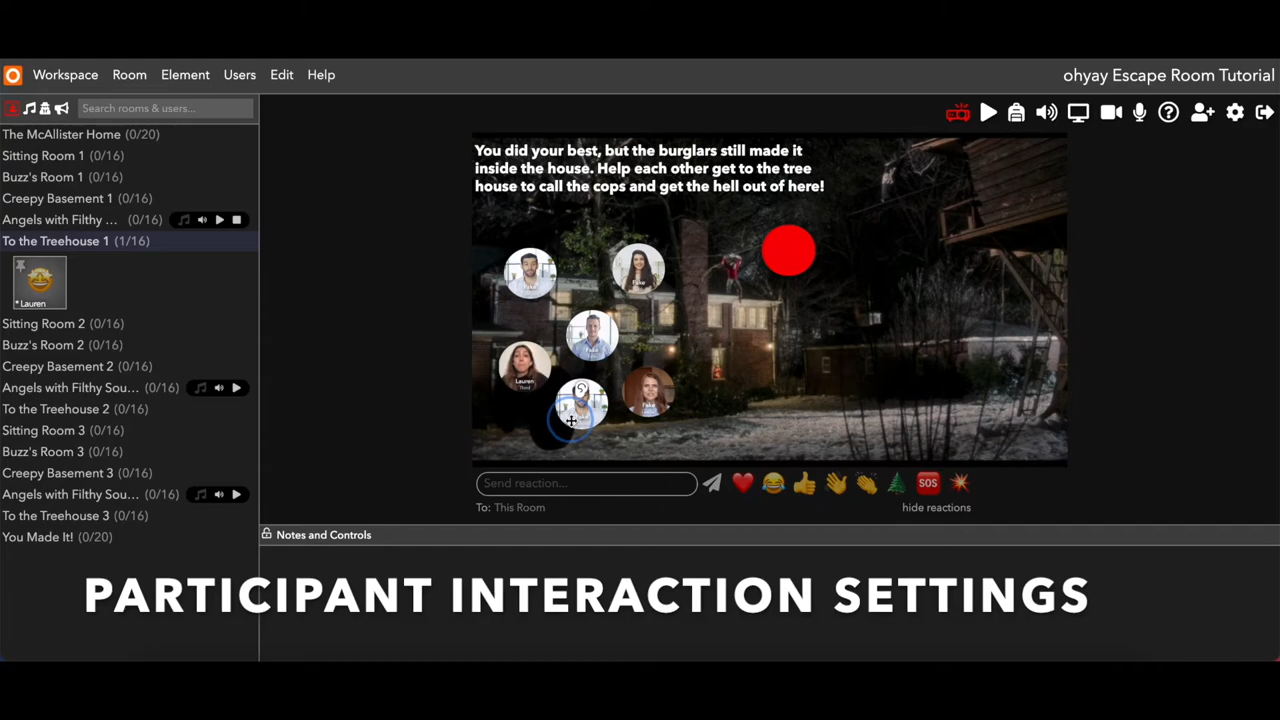 Workspace Room Element Users Edit Help
ohyay Escape Room Tutorial
Search rooms & users...
The McAllister Home (0/20)
Sitting Room 1 (0/16)
Buzz's Room 1 (0/16)
Creepy Basement 1 (0/16)
Angels with Filthy ... (0/16)
To the Treehouse 1 (1/16)
* Lauren
Sitting Room 2 (0/16)
Buzz's Room 2 (0/16)
Creepy Basement 2 (0/16)
Angels with Filthy Sou... (0/16)
To the Treehouse 2 (0/16)
Sitting Room 3 (0/16)
Buzz's Room 3 (0/16)
Creepy Basement 3 (0/16)
Angels with Filthy Sou... (0/16)
To the Treehouse 3 (0/16)
You Made It! (0/20)
You did your best, but the burglars still made it
inside the house. Help each other get to the tree
house to call the cops and get the hell out of here!
Fake
Fake
Fake
Lauren
Third
Fake
Send reaction...
SOS
To: This Room
hide reactions
Notes and Controls
PARTICIPANT INTERACTION SETTINGS